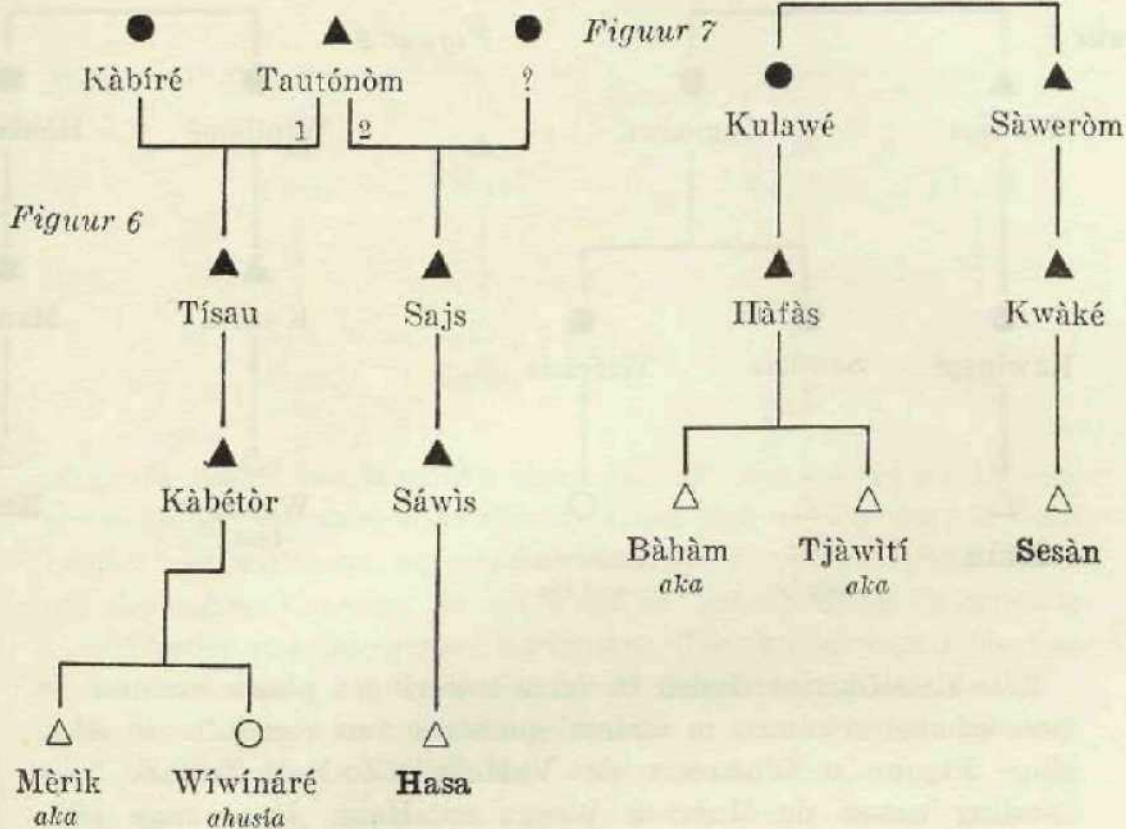 Figuur 7
Kàbíré Tautónòm ?
1 2
Kulawé Sàweròm
Figuur 6
Tísau Sajs Hàfàs Kwàké
Kàbétòr Sáwìs Bàhàm Tjàwìtí Sesàn
aka aka
Mèrìk Wíwínáré Hasa
aka ahusía